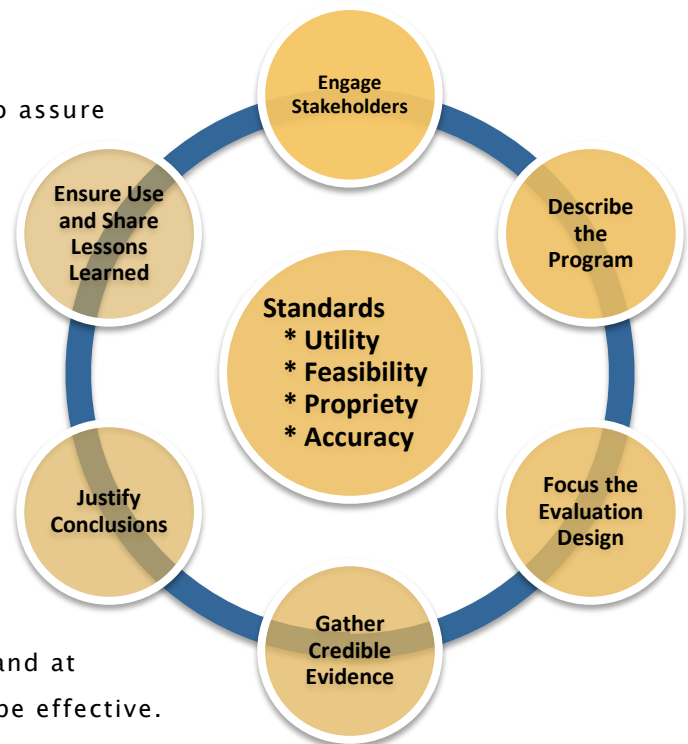 assure
Engage
Stakeholders
Ensure Use
and Share
Lessons
Learned
Describe
the
Program
Standards
* Utility
* Feasibility
* Propriety
* Accuracy
Justify
Conclusions
Focus the
Evaluation
Design
Gather
Credible
Evidence
and at
be effective.